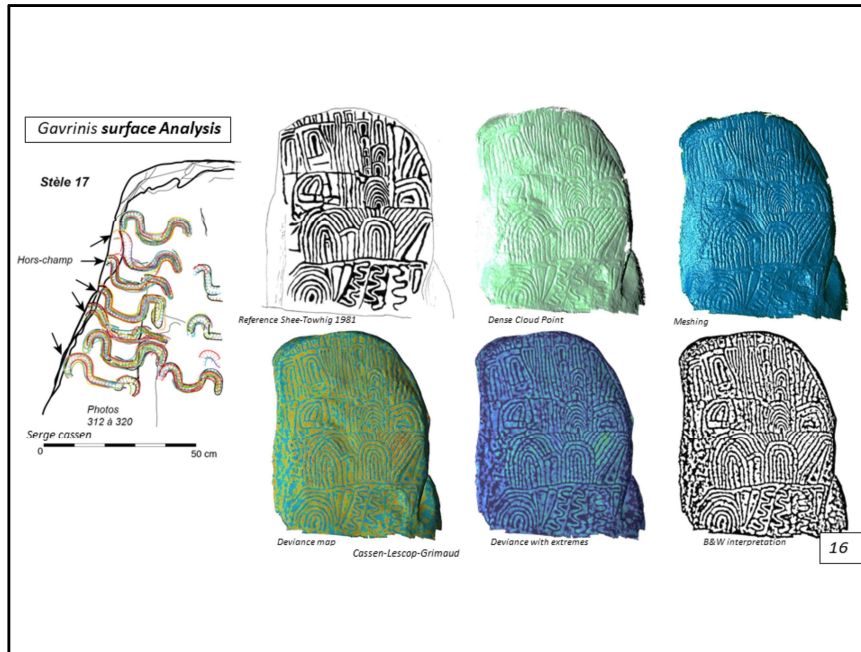 Gavrinis surface Analysis
Stèle 17
Hors-champ
Photos
312 à 320
Serge cassen
0 50 cm
Reference Shee-Towhig 1981
Dense Cloud Point
Meshing
Deviance map
Cassen-Lescop-Grimaud
Deviance with extremes
B&W interpretation
16